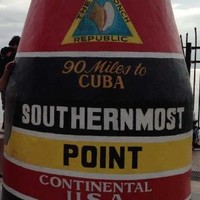 REPUBLIC
90 Miles to
CUBA
SOUTHERNMOST
POINT
CONTINENTAL
U.S.A.